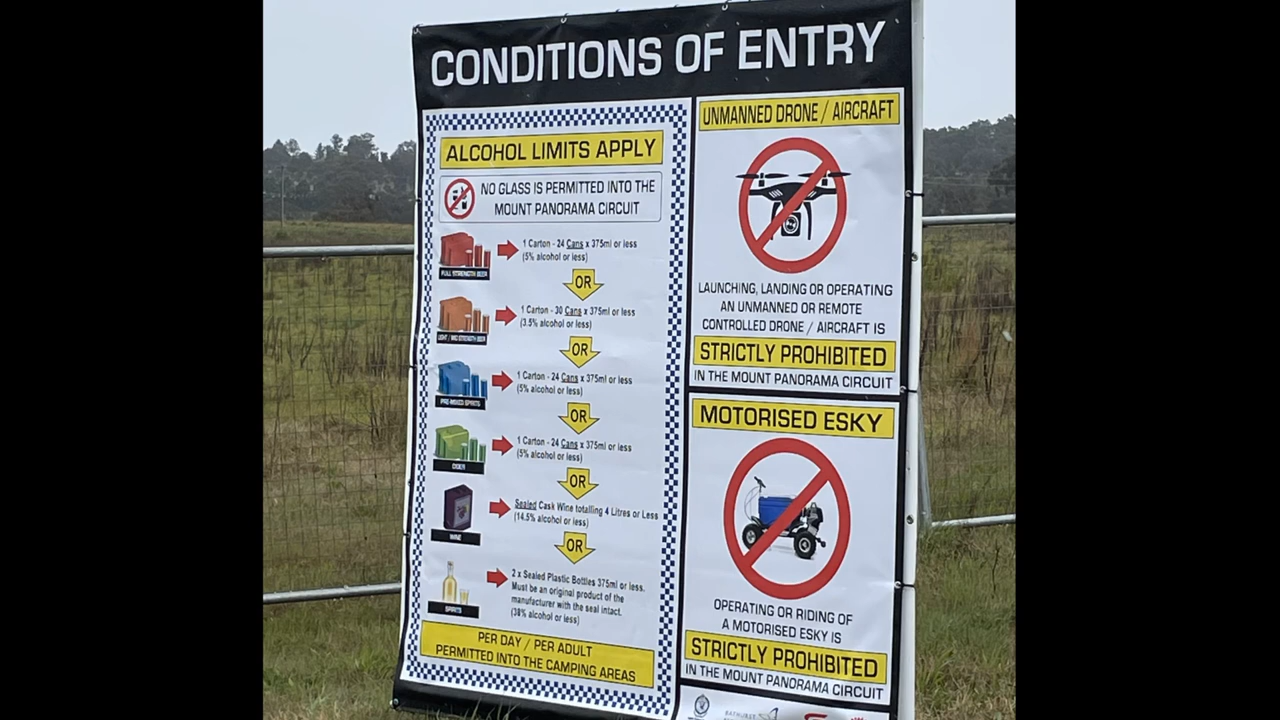 CONDITIONS OF ENTRY
ALCOHOL LIMITS APPLY
NO GLASS IS PERMITTED INTO THE
MOUNT PANORAMA CIRCUIT
FULL STRENGTH BEER
1 Carton - 24 Cans x 375ml or less
(5% alcohol or less)
OR
LIGHT / MID STRENGTH BEER
1 Carton - 30 Cans x 375ml or less
(3.5% alcohol or less)
OR
PRE-MIXED SPIRITS
1 Carton - 24 Cans x 375ml or less
(5% alcohol or less)
OR
CIDER
1 Carton - 24 Cans x 375ml or less
(5% alcohol or less)
OR
WINE
Sealed Cask Wine totalling 4 Litres or Less
(14.5% alcohol or less)
OR
SPIRITS
2 x Sealed Plastic Bottles 375ml or less.
Must be an original product of the
manufacturer with the seal intact.
(38% alcohol or less)
PER DAY / PER ADULT
PERMITTED INTO THE CAMPING AREAS
UNMANNED DRONE / AIRCRAFT
LAUNCHING, LANDING OR OPERATING
AN UNMANNED OR REMOTE
CONTROLLED DRONE / AIRCRAFT IS
STRICTLY PROHIBITED
IN THE MOUNT PANORAMA CIRCUIT
MOTORISED ESKY
OPERATING OR RIDING OF
A MOTORISED ESKY IS
STRICTLY PROHIBITED
IN THE MOUNT PANORAMA CIRCUIT
BATHURST